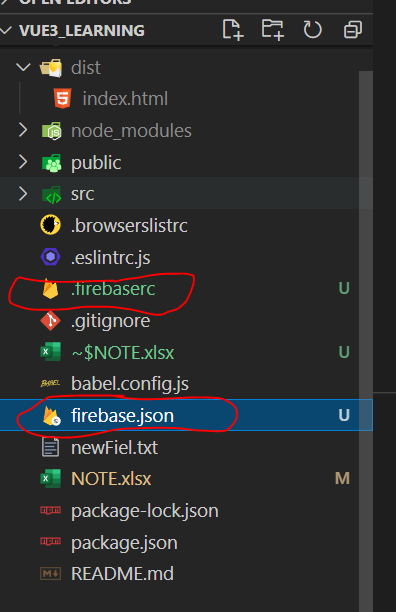 OPEN EDITORS
VUE3_LEARNING
dist
index.html
node_modules
public
src
.browserslistrc
.eslintrc.js
.firebaserc U
.gitignore
~$NOTE.xlsx U
BABEL babel.config.js
firebase.json U
newFiel.txt
NOTE.xlsx M
package-lock.json
package.json
README.md